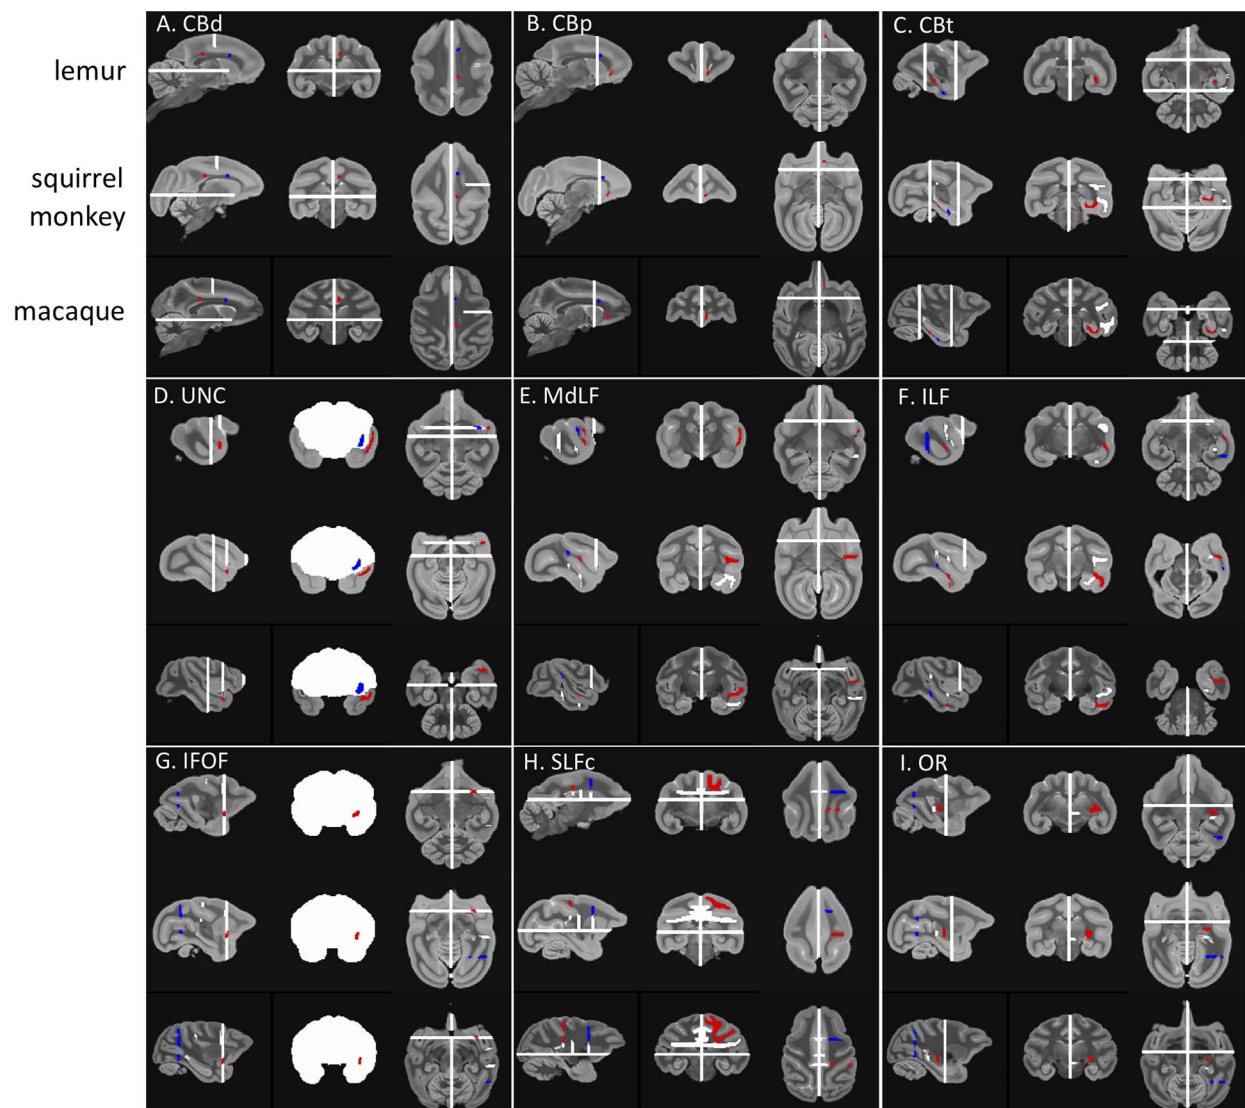 A. CBd
B. CBp
C. CBt
lemur
squirrel
monkey
macaque
D. UNC
E. MdLF
F. ILF
G. IFOF
H. SLFc
I. OR